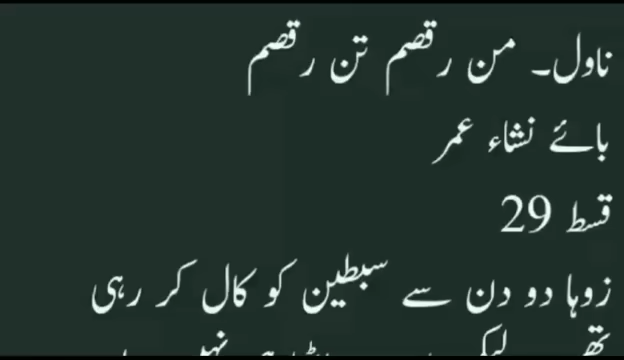 ناول۔ من رقصم تن رقصم
بائے نشاء عمر
قسط 29
زوہا دو دن سے سبطین کو کال کر رہی